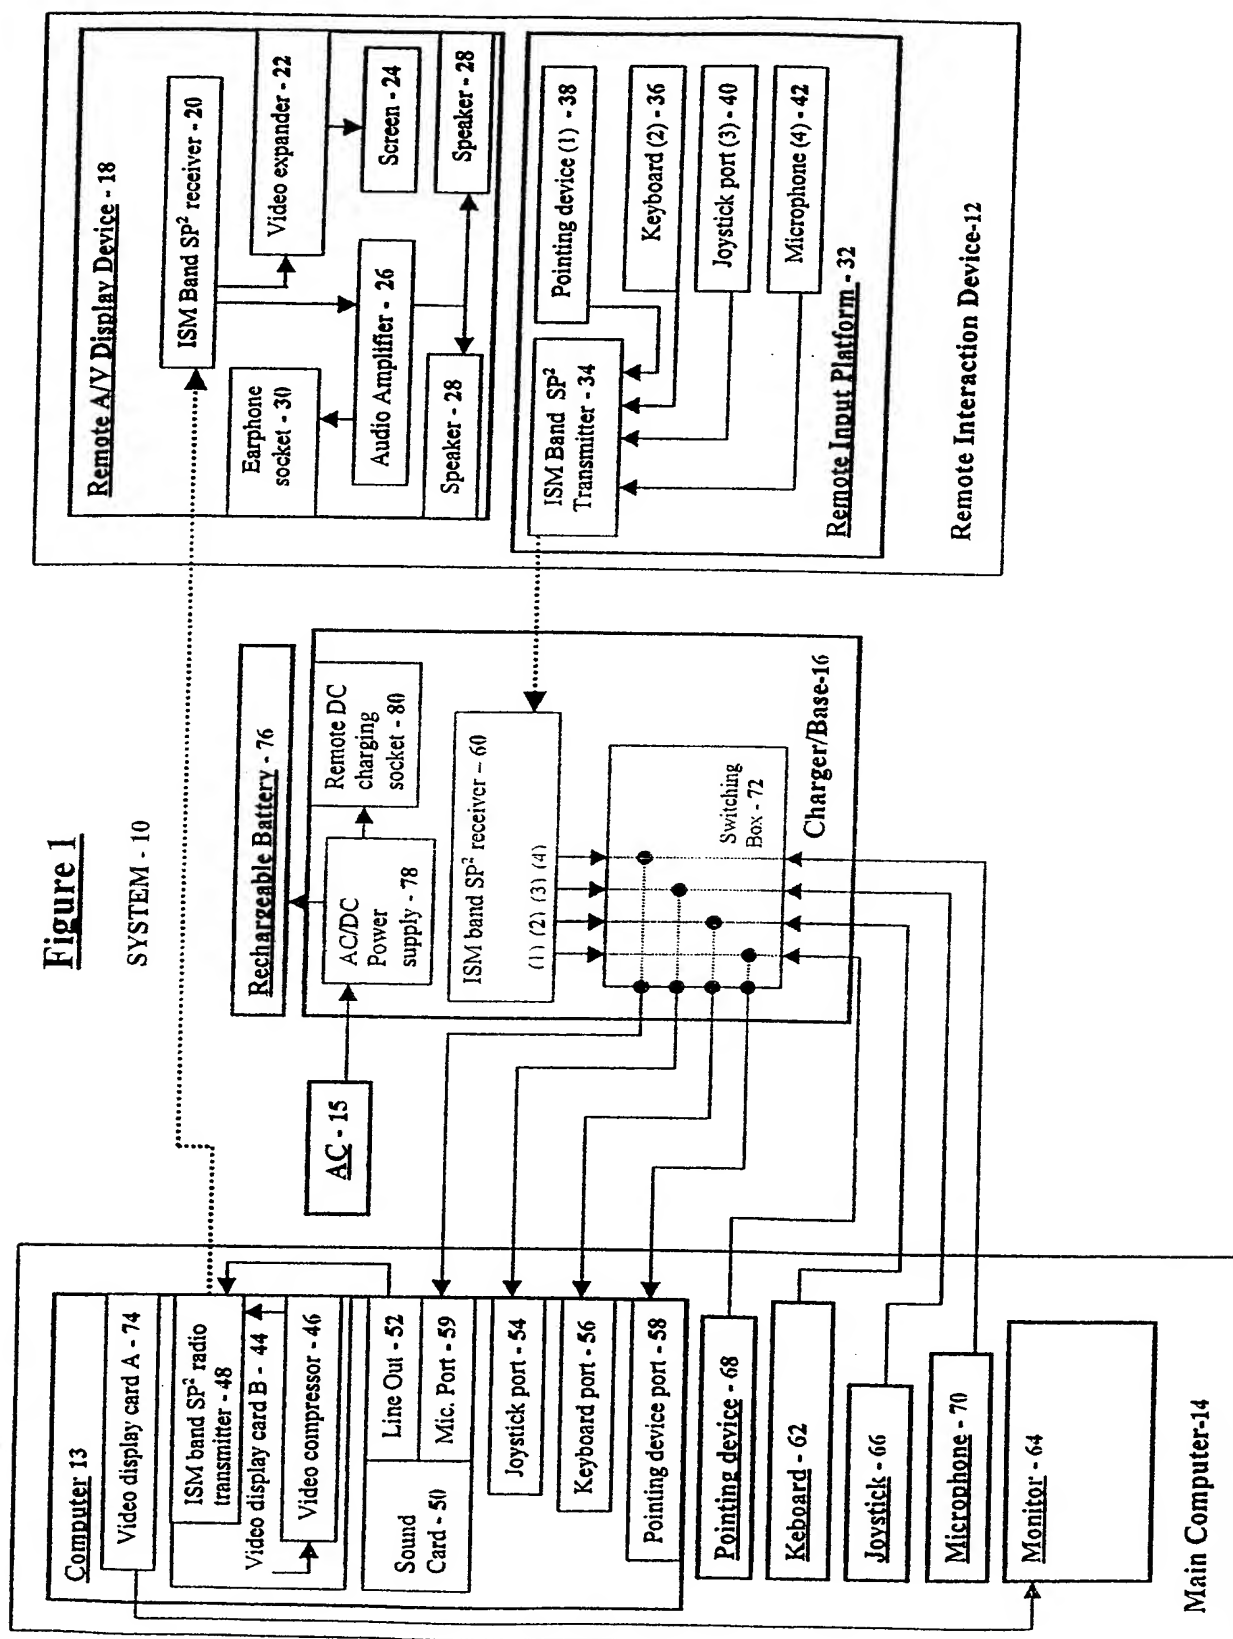 Figure 1
SYSTEM - 10
Computer 13
Video display card A - 74
ISM band SP² radio
transmitter - 48
Video display card B - 44
Video compressor - 46
Sound
Card - 50
Line Out - 52
Mic. Port - 59
Joystick port - 54
Keyboard port - 56
Pointing device port - 58
Pointing device - 68
Keboard - 62
Joystick - 66
Microphone - 70
Monitor - 64
Main Computer-14
AC - 15
Rechargeable Battery - 76
AC/DC
Power
supply - 78
Remote DC
charging
socket - 80
ISM band SP² receiver - 60
(1) (2) (3) (4)
Switching
Box - 72
Charger/Base-16
Remote A/V Display Device - 18
ISM Band SP² receiver - 20
Video expander - 22
Screen - 24
Earphone
socket - 30
Audio Amplifier - 26
Speaker - 28
Speaker - 28
ISM Band SP²
Transmitter - 34
Pointing device (1) - 38
Keyboard (2) - 36
Joystick port (3) - 40
Microphone (4) - 42
Remote Input Platform - 32
Remote Interaction Device-12